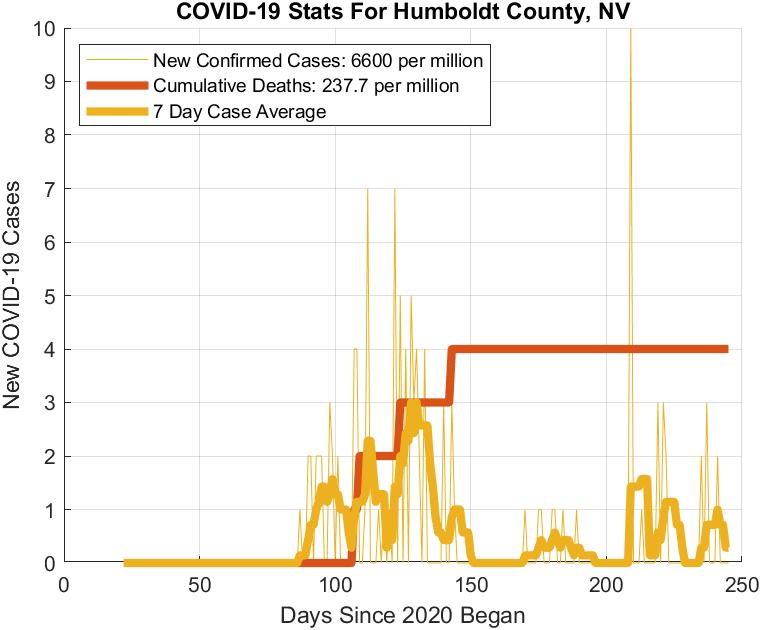 COVID-19 Stats For Humboldt County, NV
10
9
8
7
6
5
4
3
2
1
0
New Confirmed Cases: 6600 per million
Cumulative Deaths: 237.7 per million
7 Day Case Average
New COVID-19 Cases
0 50 100 150 200 250
Days Since 2020 Began